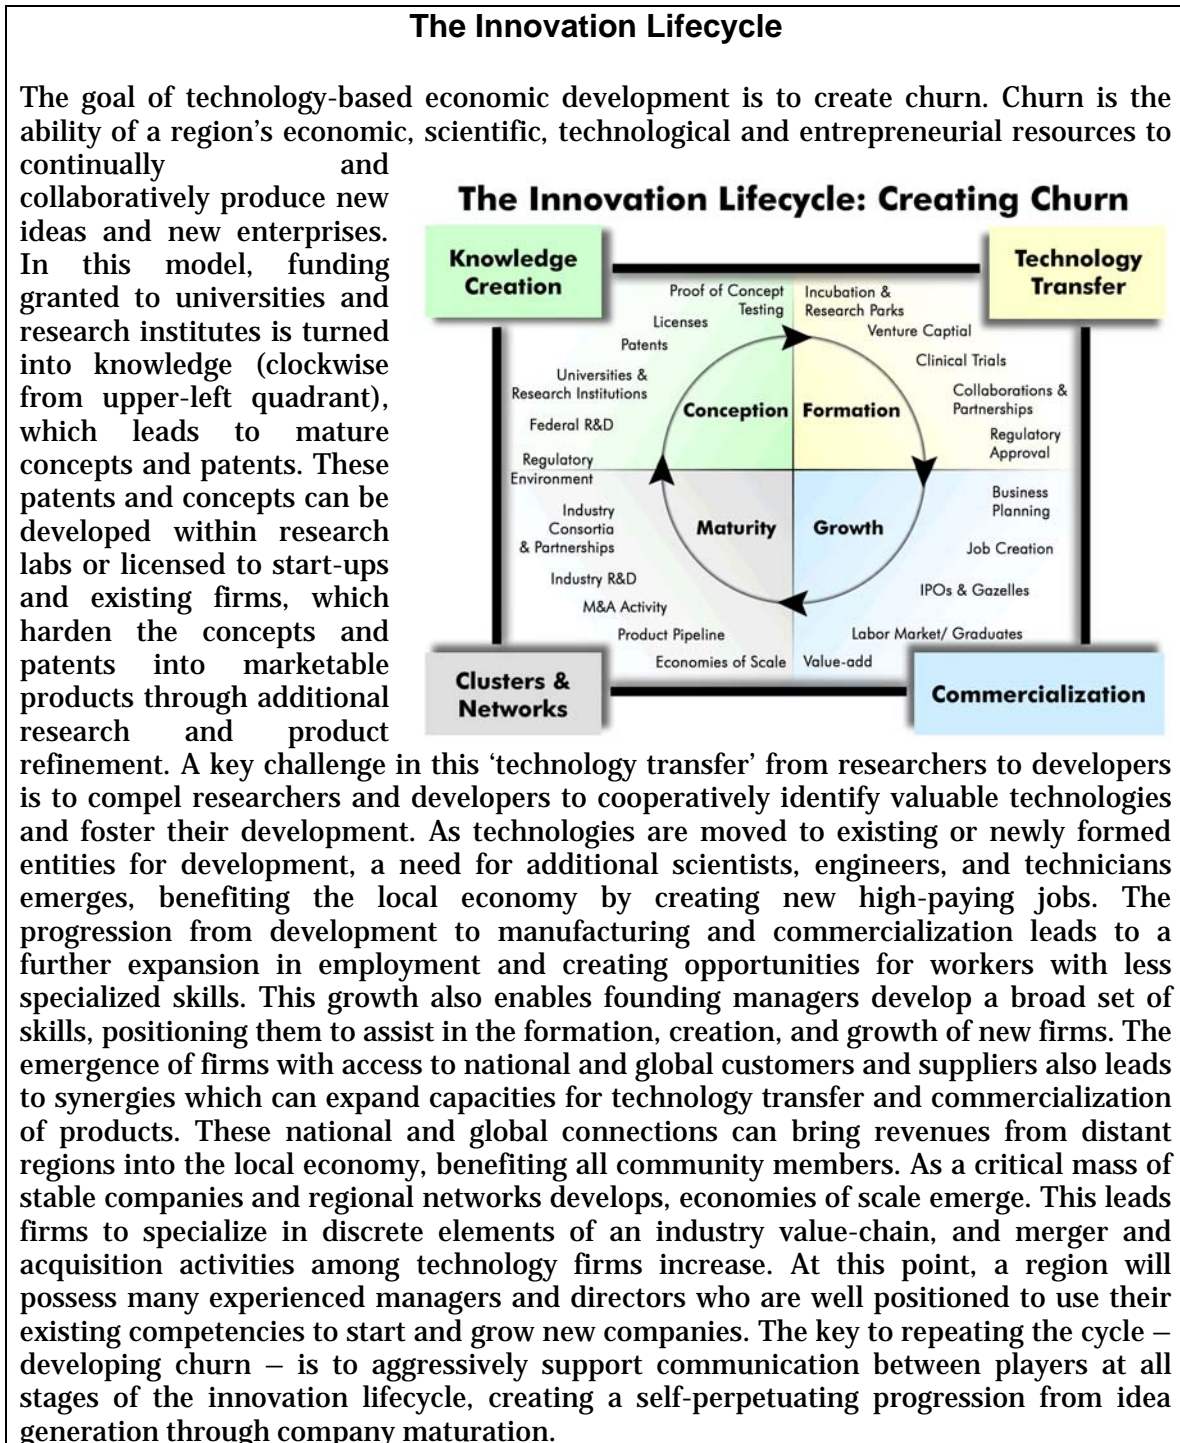 The Innovation Lifecycle
The goal of technology-based economic development is to create churn. Churn is the
ability of a region's economic, scientific, technological and entrepreneurial resources to
continually and
collaboratively produce new
ideas and new enterprises.
In this model, funding
granted to universities and
research institutes is turned
into knowledge (clockwise
from upper-left quadrant),
which leads to mature
concepts and patents. These
patents and concepts can be
developed within research
labs or licensed to start-ups
and existing firms, which
harden the concepts and
patents into marketable
products through additional
research and product
The Innovation Lifecycle: Creating Churn
Knowledge
Creation
Technology
Transfer
Proof of Concept
Testing
Licenses
Patents
Universities &
Research Institutions
Federal R&D
Regulatory
Environment
Incubation &
Research Parks
Venture Captial
Clinical Trials
Collaborations &
Partnerships
Regulatory
Approval
Conception
Formation
Maturity
Growth
Industry
Consortia
& Partnerships
Industry R&D
M&A Activity
Product Pipeline
Economies of Scale
Business
Planning
Job Creation
IPOs & Gazelles
Labor Market/ Graduates
Value-add
Clusters &
Networks
Commercialization
refinement. A key challenge in this 'technology transfer' from researchers to developers
is to compel researchers and developers to cooperatively identify valuable technologies
and foster their development. As technologies are moved to existing or newly formed
entities for development, a need for additional scientists, engineers, and technicians
emerges, benefiting the local economy by creating new high-paying jobs. The
progression from development to manufacturing and commercialization leads to a
further expansion in employment and creating opportunities for workers with less
specialized skills. This growth also enables founding managers develop a broad set of
skills, positioning them to assist in the formation, creation, and growth of new firms. The
emergence of firms with access to national and global customers and suppliers also leads
to synergies which can expand capacities for technology transfer and commercialization
of products. These national and global connections can bring revenues from distant
regions into the local economy, benefiting all community members. As a critical mass of
stable companies and regional networks develops, economies of scale emerge. This leads
firms to specialize in discrete elements of an industry value-chain, and merger and
acquisition activities among technology firms increase. At this point, a region will
possess many experienced managers and directors who are well positioned to use their
existing competencies to start and grow new companies. The key to repeating the cycle –
developing churn – is to aggressively support communication between players at all
stages of the innovation lifecycle, creating a self-perpetuating progression from idea
generation through company maturation.